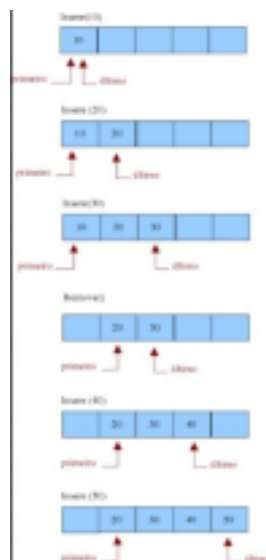 Insere(10)
10
primeiro último
Insere (20)
10 20
primeiro último
Insere(30)
10 20 30
primeiro último
Remove()
20 30
primeiro último
Insere (40)
20 30 40
primeiro último
Insere (50)
20 30 40 50
primeiro último